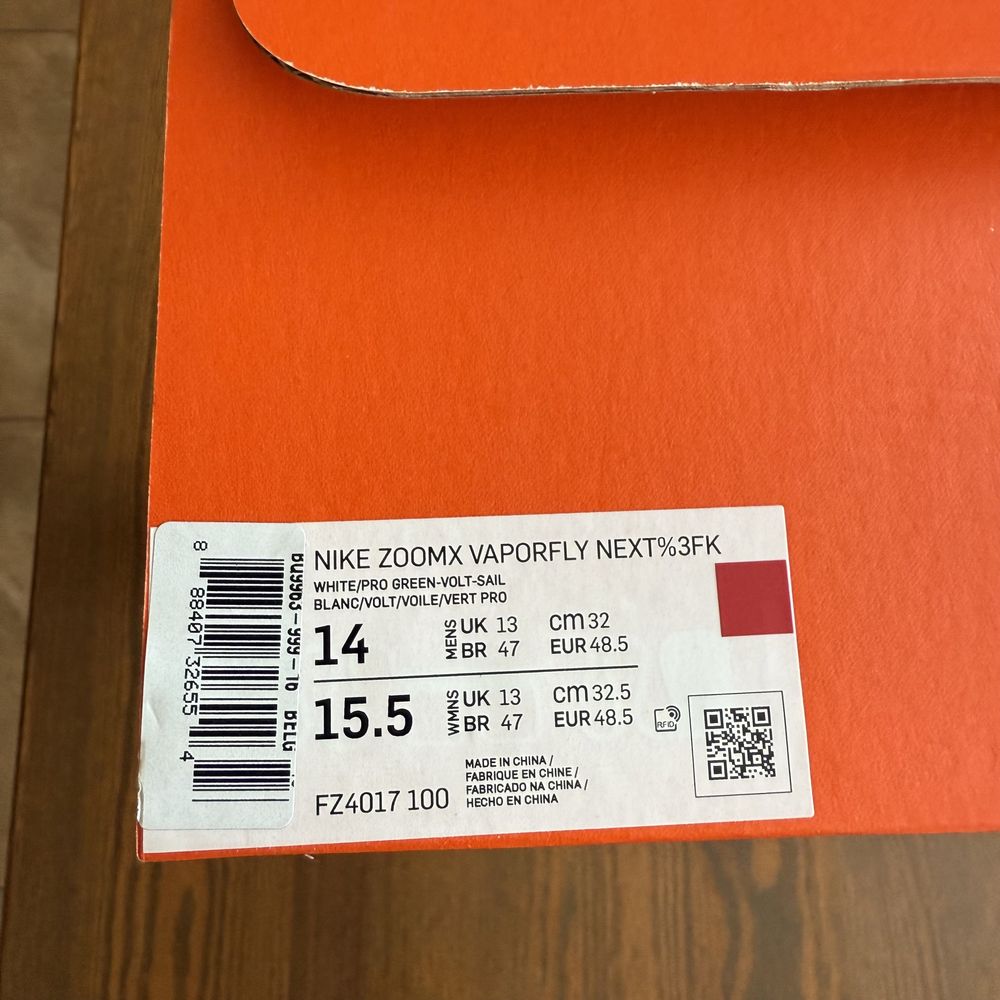 NIKE ZOOMX VAPORFLY NEXT%3FK
WHITE/PRO GREEN-VOLT-SAIL
BLANC/VOLT/VOILE/VERT PRO
14 MENS UK 13 cm 32
BR 47 EUR 48.5
15.5 WMNS UK 13 cm 32.5
BR 47 EUR 48.5
RFID
MADE IN CHINA /
FABRIQUE EN CHINE /
FABRICADO NA CHINA /
HECHO EN CHINA
FZ4017 100
8 88407 32655 4